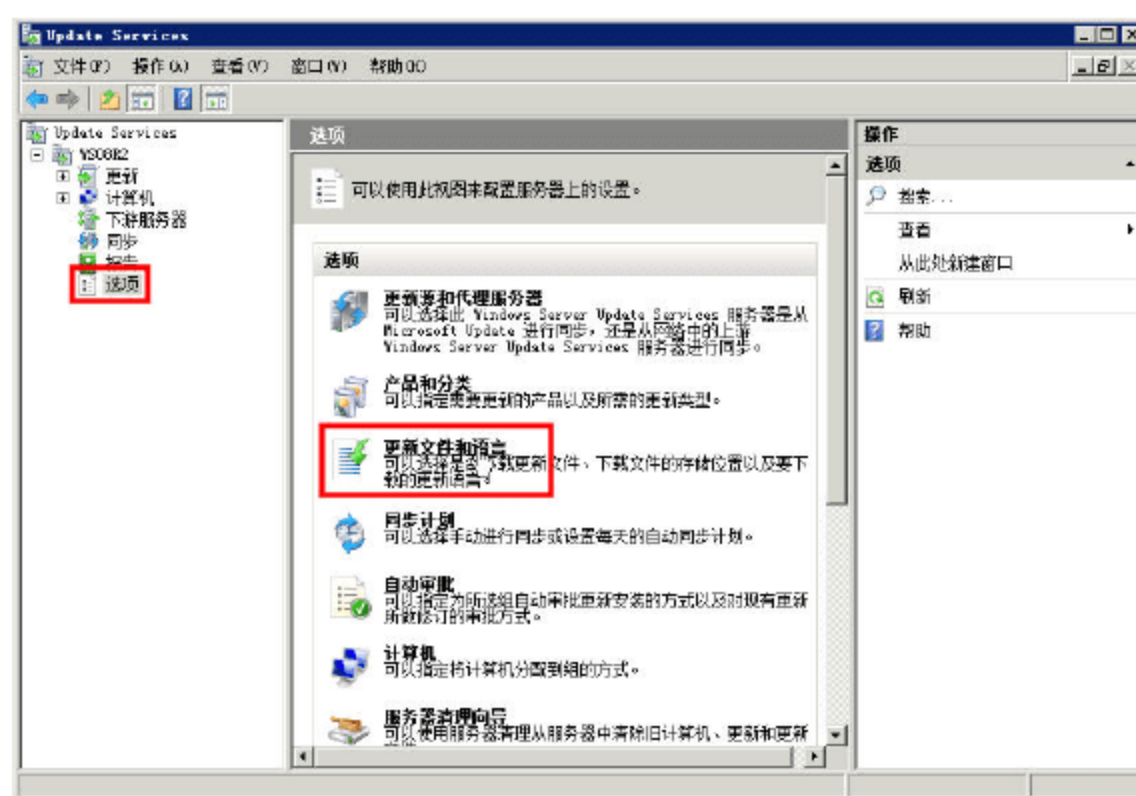 Update Services
文件(F) 操作(A) 查看(V) 窗口(W) 帮助(H)
Update Services
WS08R2
更新
计算机
下游服务器
同步
报告
选项
选项
可以使用此视图来配置服务器上的设置。
选项
更新源和代理服务器
可以选择此 Windows Server Update Services 服务器是从
Microsoft Update 进行同步，还是从网络中的上游
Windows Server Update Services 服务器进行同步。
产品和分类
可以指定需要更新的产品以及所需的更新类型。
更新文件和语言
可以选择是否下载更新文件、下载文件的存储位置以及要下
载的更新语言。
同步计划
可以选择手动进行同步或设置每天的自动同步计划。
自动审批
可以指定为所选组自动审批更新安装的方式以及对现有更新
所做修订的审批方式。
计算机
可以指定将计算机分配到组的方式。
服务器清理向导
可以使用服务器清理从服务器中清除旧计算机、更新和更新
操作
选项
搜索...
查看
从此处新建窗口
刷新
帮助